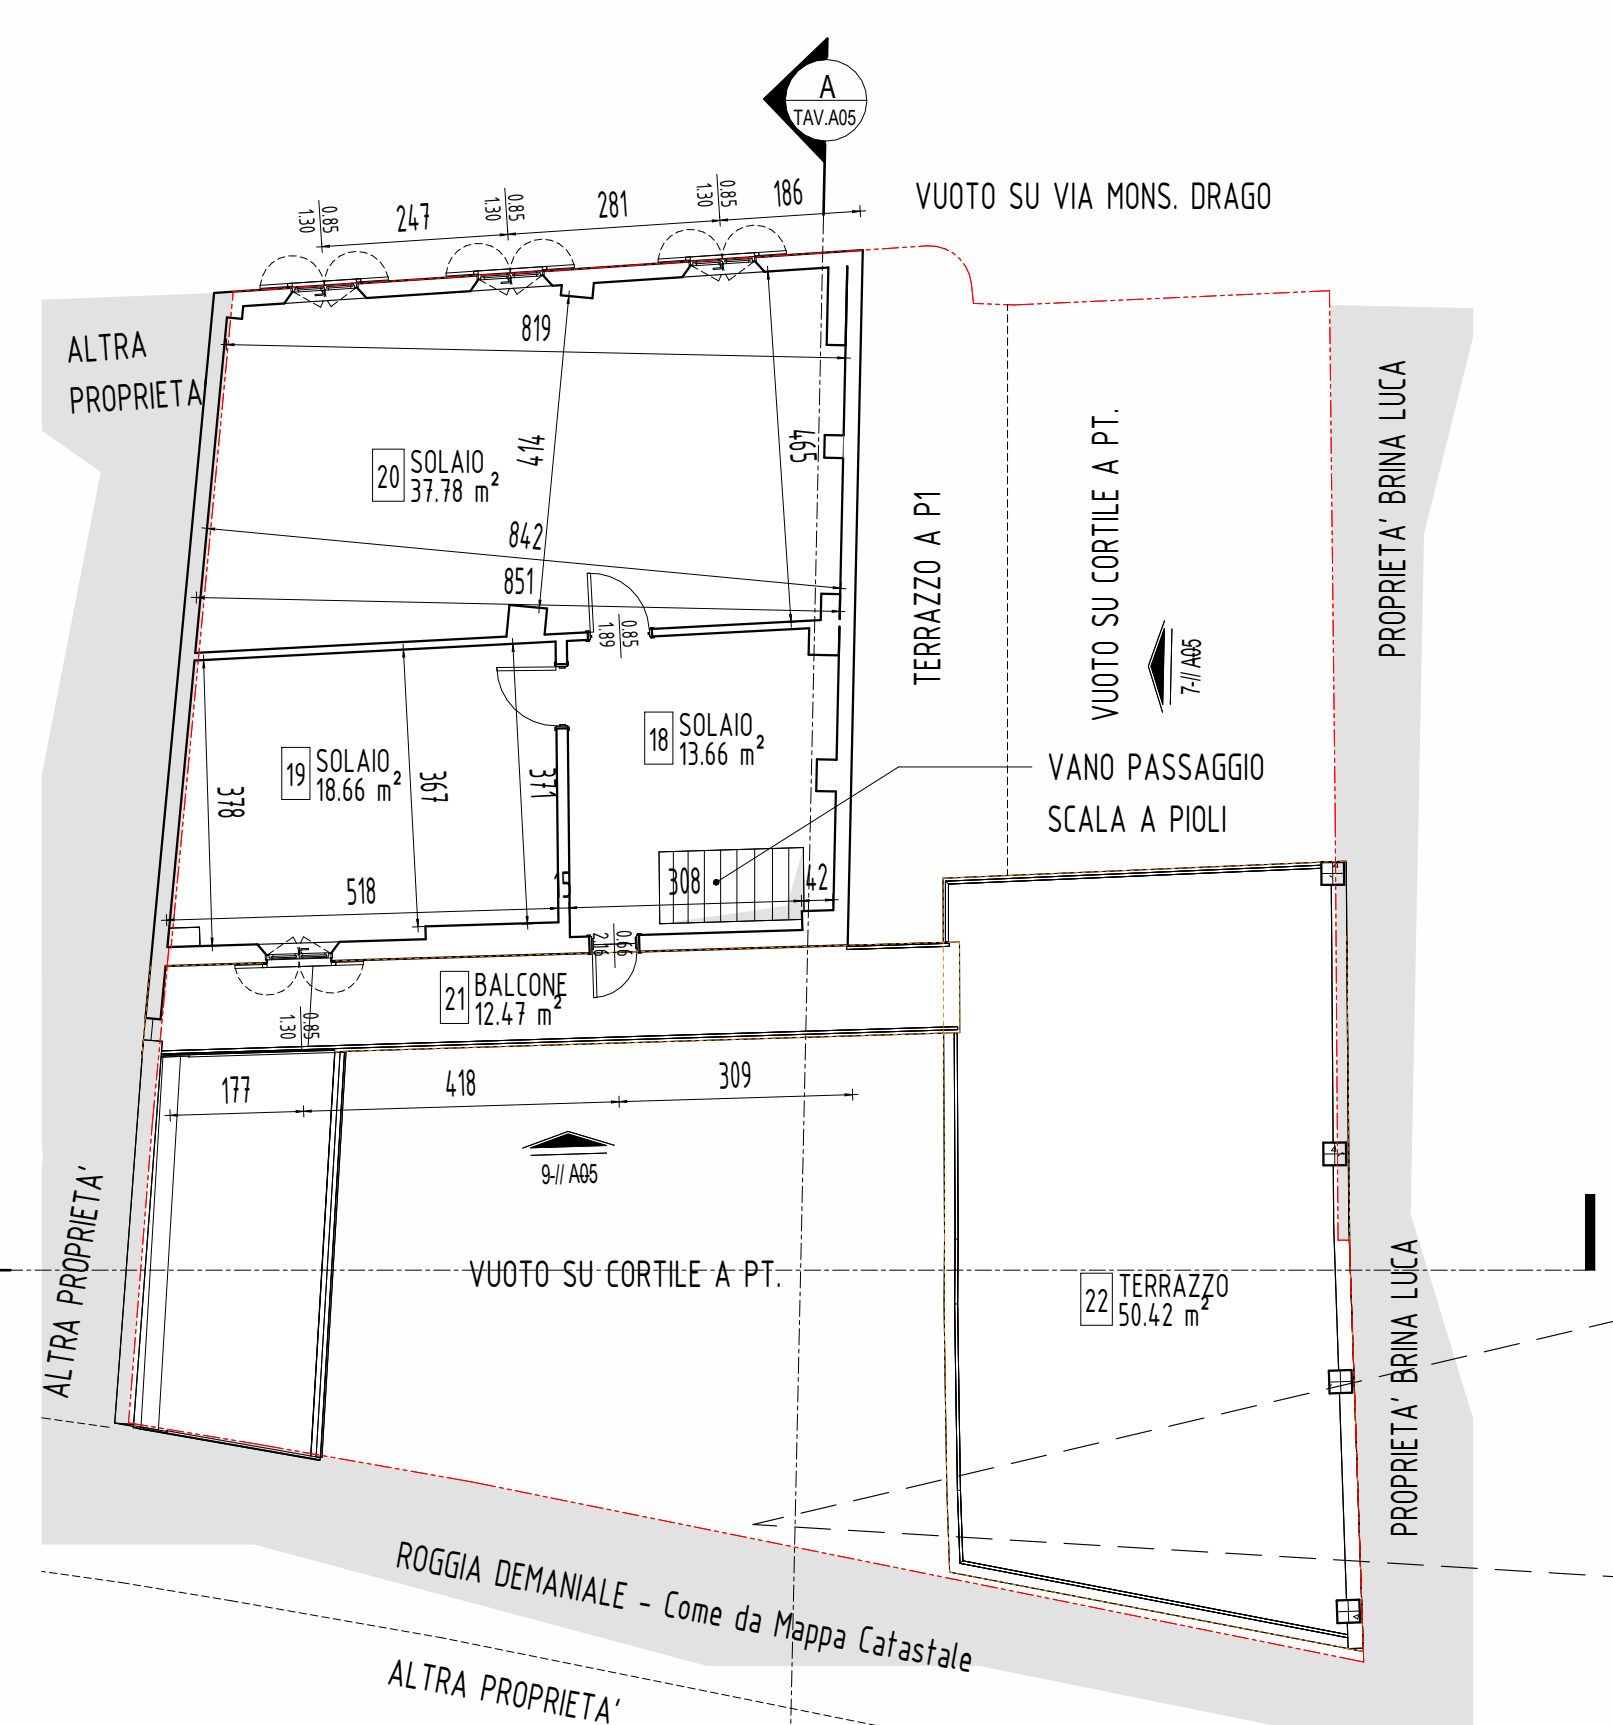 A
TAV.A05
VUOTO SU VIA MONS. DRAGO
0.85
1.30
247
0.85
1.30
281
0.85
1.30
186
ALTRA
PROPRIETA
819
414
465
20 SOLAIO
37.78 m²
842
851
0.85
1.89
TERRAZZO A P1
VUOTO SU CORTILE A PT.
PROPRIETA' BRINA LUCA
7-// A05
18 SOLAIO
13.66 m²
19 SOLAIO
18.66 m²
378
367
371
VANO PASSAGGIO
SCALA A PIOLI
518
15
308
42
0.66
2.16
21 BALCONE
12.47 m²
0.85
1.30
177
418
309
9-// A05
ALTRA PROPRIETA'
VUOTO SU CORTILE A PT.
22 TERRAZZO
50.42 m²
PROPRIETA' BRINA LUCA
ROGGIA DEMANIALE - Come da Mappa Catastale
ALTRA PROPRIETA'